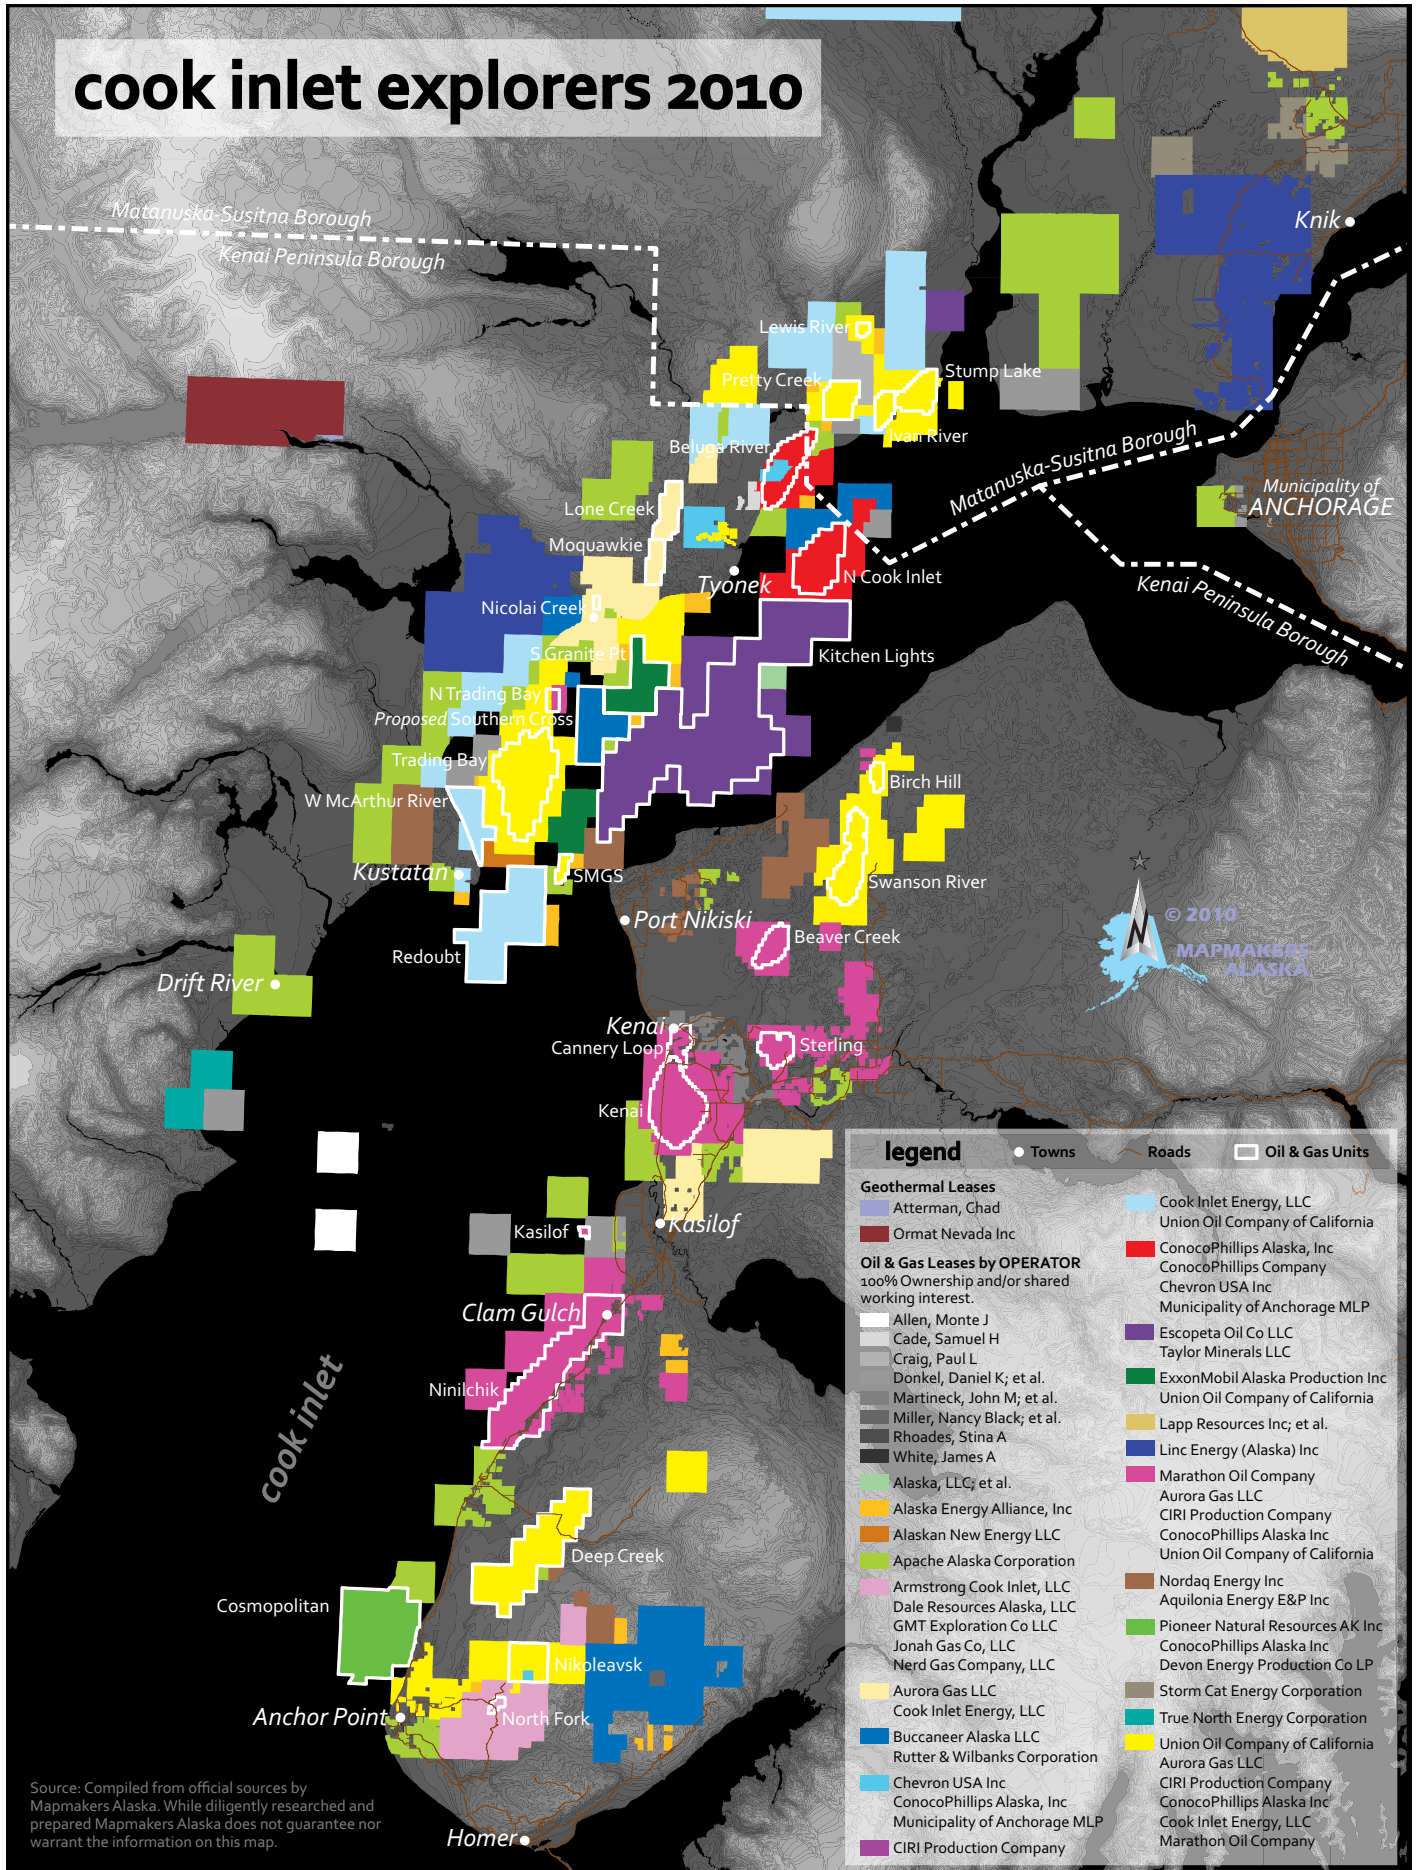 cook inlet explorers 2010
Matanuska-Susitna Borough
Kenai Peninsula Borough
Knik
Lewis River
Pretty Creek
Stump Lake
Ivan River
Beluga River
Matanuska-Susitna Borough
Municipality of
ANCHORAGE
Lone Creek
Moquawkie
Tyonek
N Cook Inlet
Kenai Peninsula Borough
Nicolai Creek
S Granite Pt
Kitchen Lights
N Trading Bay
Proposed Southern Cross
Trading Bay
Birch Hill
W McArthur River
Kustatan
SMGS
Swanson River
Port Nikiski
Beaver Creek
Redoubt
Drift River
N
© 2010
MAPMAKERS
ALASKA
Kenai
Cannery Loop
Sterling
Kenai
Kasilof
Kasilof
Clam Gulch
Ninilchik
cook inlet
Deep Creek
Cosmopolitan
Nikoleavsk
Anchor Point
North Fork
Homer
Source: Compiled from official sources by
Mapmakers Alaska. While diligently researched and
prepared Mapmakers Alaska does not guarantee nor
warrant the information on this map.
legend
Towns
Roads
Oil & Gas Units
Geothermal Leases
Atterman, Chad
Ormat Nevada Inc
Oil & Gas Leases by OPERATOR
100% Ownership and/or shared
working interest.
Allen, Monte J
Cade, Samuel H
Craig, Paul L
Donkel, Daniel K; et al.
Martineck, John M; et al.
Miller, Nancy Black; et al.
Rhoades, Stina A
White, James A
Alaska, LLC; et al.
Alaska Energy Alliance, Inc
Alaskan New Energy LLC
Apache Alaska Corporation
Armstrong Cook Inlet, LLC
Dale Resources Alaska, LLC
GMT Exploration Co LLC
Jonah Gas Co, LLC
Nerd Gas Company, LLC
Aurora Gas LLC
Cook Inlet Energy, LLC
Buccaneer Alaska LLC
Rutter & Wilbanks Corporation
Chevron USA Inc
ConocoPhillips Alaska, Inc
Municipality of Anchorage MLP
CIRI Production Company
Cook Inlet Energy, LLC
Union Oil Company of California
ConocoPhillips Alaska, Inc
ConocoPhillips Company
Chevron USA Inc
Municipality of Anchorage MLP
Escopeta Oil Co LLC
Taylor Minerals LLC
ExxonMobil Alaska Production Inc
Union Oil Company of California
Lapp Resources Inc; et al.
Linc Energy (Alaska) Inc
Marathon Oil Company
Aurora Gas LLC
CIRI Production Company
ConocoPhillips Alaska Inc
Union Oil Company of California
Nordaq Energy Inc
Aquilonia Energy E&P Inc
Pioneer Natural Resources AK Inc
ConocoPhillips Alaska Inc
Devon Energy Production Co LP
Storm Cat Energy Corporation
True North Energy Corporation
Union Oil Company of California
Aurora Gas LLC
CIRI Production Company
ConocoPhillips Alaska Inc
Cook Inlet Energy, LLC
Marathon Oil Company